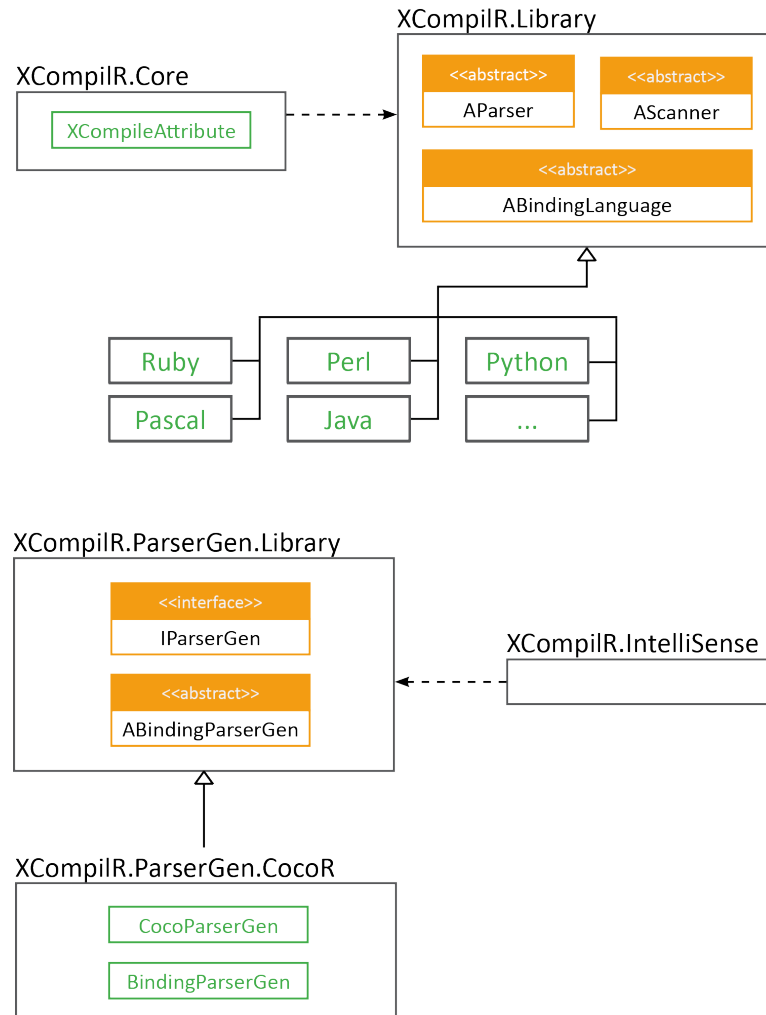 XCompilR.Library
XCompilR.Core
<<abstract>>
AParser
<<abstract>>
AScanner
XCompileAttribute
<<abstract>>
ABindingLanguage
Ruby
Perl
Python
Pascal
Java
...
XCompilR.ParserGen.Library
<<interface>>
IParserGen
<<abstract>>
ABindingParserGen
XCompilR.IntelliSense
XCompilR.ParserGen.CocoR
CocoParserGen
BindingParserGen